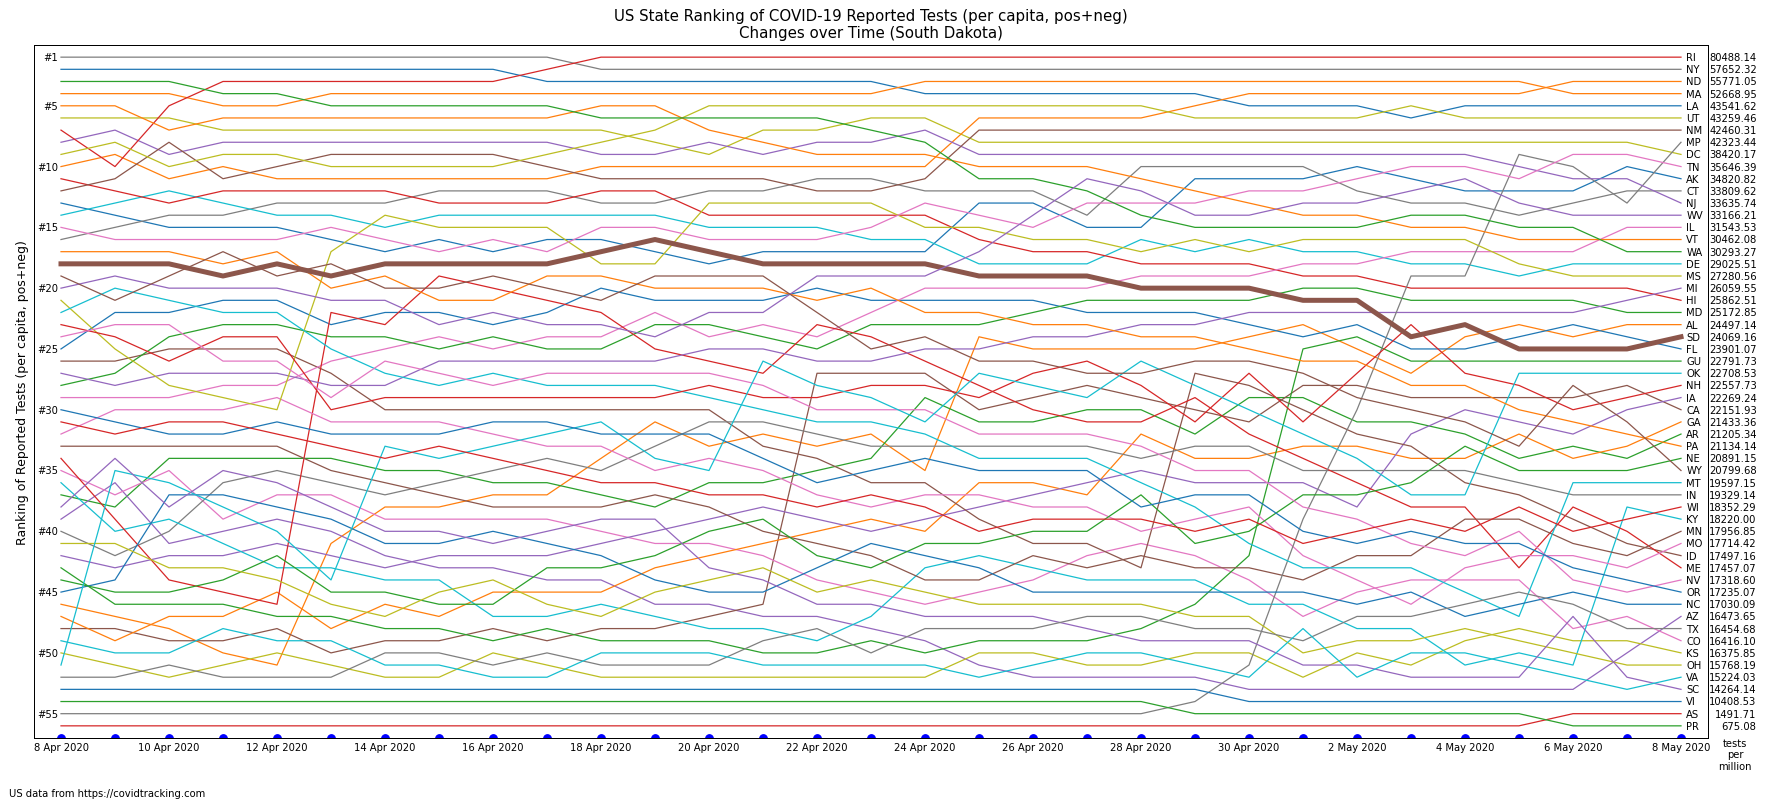 US State Ranking of COVID-19 Reported Tests (per capita, pos+neg)
Changes over Time (South Dakota)
Ranking of Reported Tests (per capita, pos+neg)
#1
#5
#10
#15
#20
#25
#30
#35
#40
#45
#50
#55
RI 80488.14
NY 57652.32
ND 55771.05
MA 52668.95
LA 43541.62
UT 43259.46
NM 42460.31
MP 42323.44
DC 38420.17
TN 35646.39
AK 34820.82
CT 33809.62
NJ 33635.74
WV 33166.21
IL 31543.53
VT 30462.08
WA 30293.27
DE 29025.51
MS 27280.56
MI 26059.55
HI 25862.51
MD 25172.85
AL 24497.14
SD 24069.16
FL 23901.07
GU 22791.73
OK 22708.53
NH 22557.73
IA 22269.24
CA 22151.93
GA 21433.36
AR 21205.34
PA 21134.14
NE 20891.15
WY 20799.68
MT 19597.15
IN 19329.14
WI 18352.29
KY 18220.00
MN 17956.85
MO 17714.42
ID 17497.16
ME 17457.07
NV 17318.60
OR 17235.07
NC 17030.09
AZ 16473.65
TX 16454.68
CO 16416.10
KS 16375.85
OH 15768.19
VA 15224.03
SC 14264.14
VI 10408.53
AS 1491.71
PR 675.08
8 Apr 2020 10 Apr 2020 12 Apr 2020 14 Apr 2020 16 Apr 2020 18 Apr 2020 20 Apr 2020 22 Apr 2020 24 Apr 2020 26 Apr 2020 28 Apr 2020 30 Apr 2020 2 May 2020 4 May 2020 6 May 2020 8 May 2020
tests
per
million
US data from https://covidtracking.com